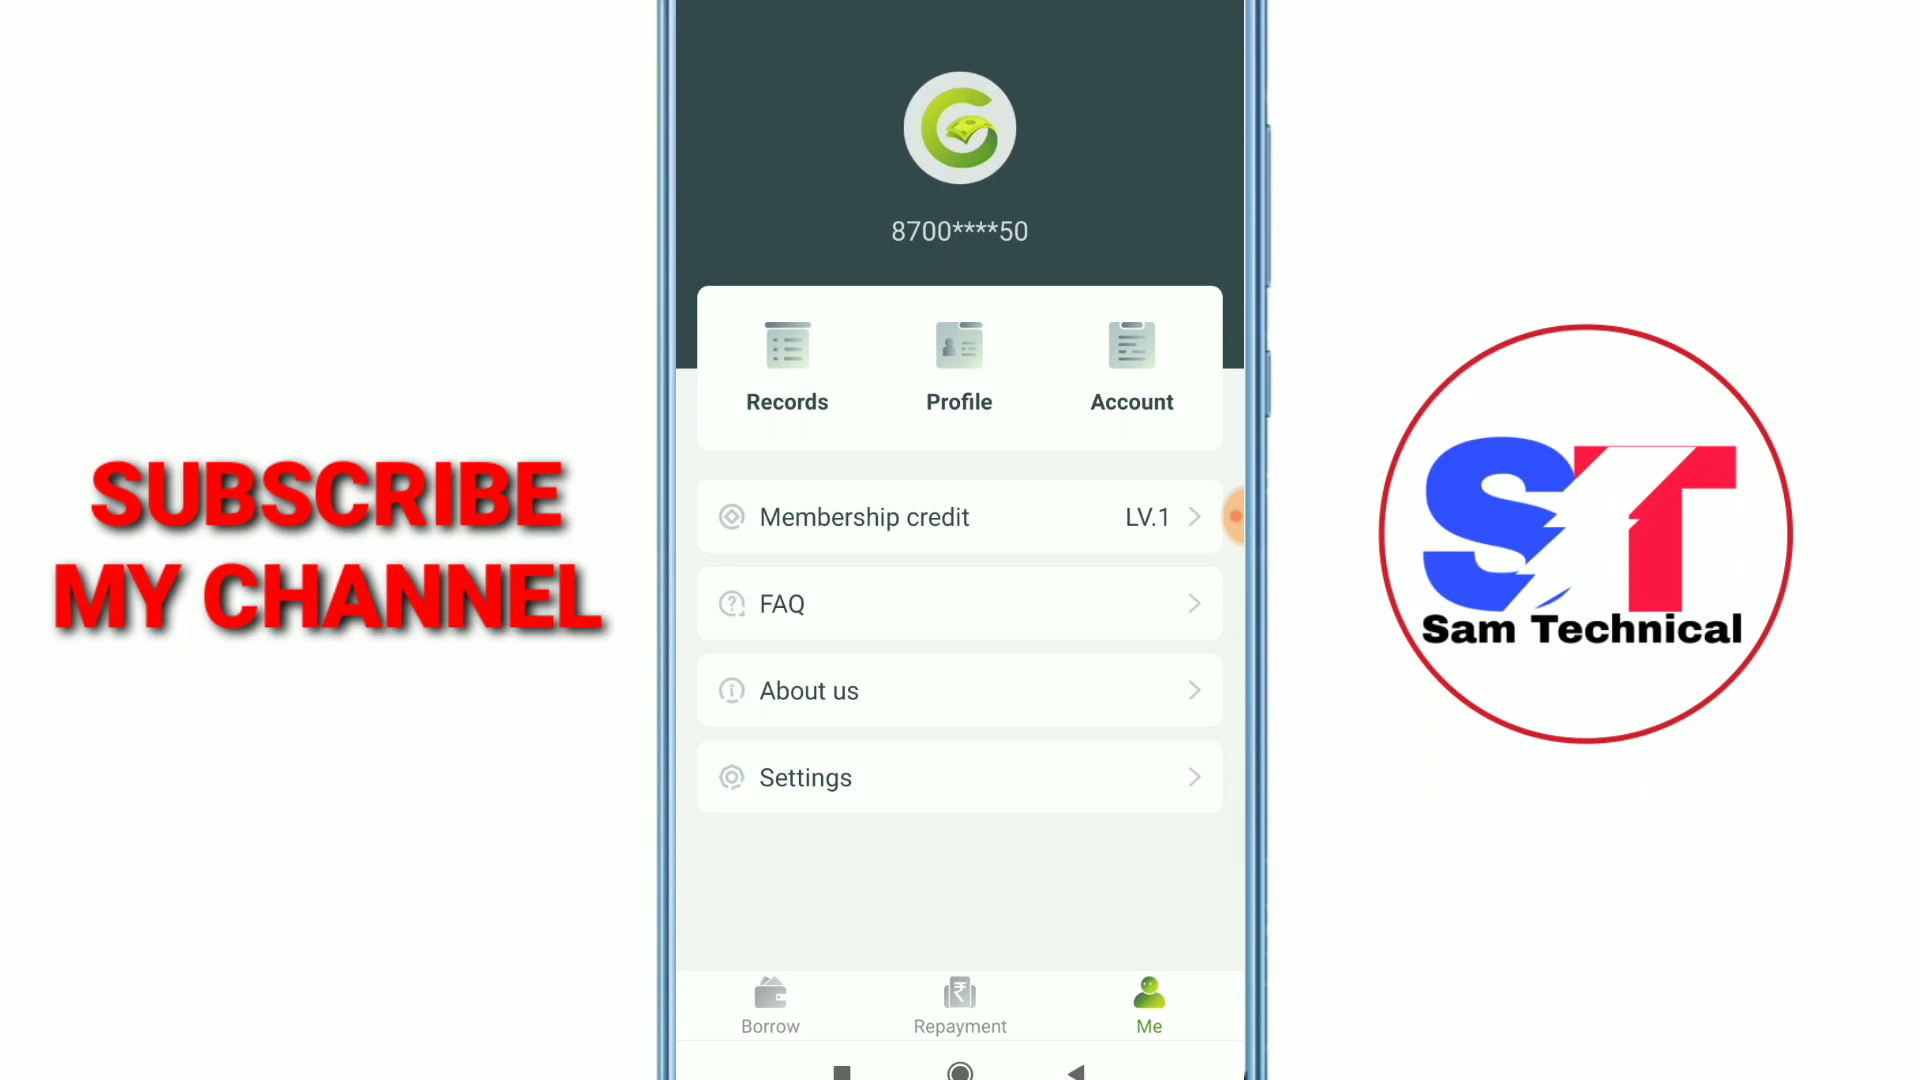 SUBSCRIBE
MY CHANNEL
8700****50
Records
Profile
Account
Membership credit LV.1
FAQ
About us
Settings
Borrow
Repayment
Me
ST
Sam Technical